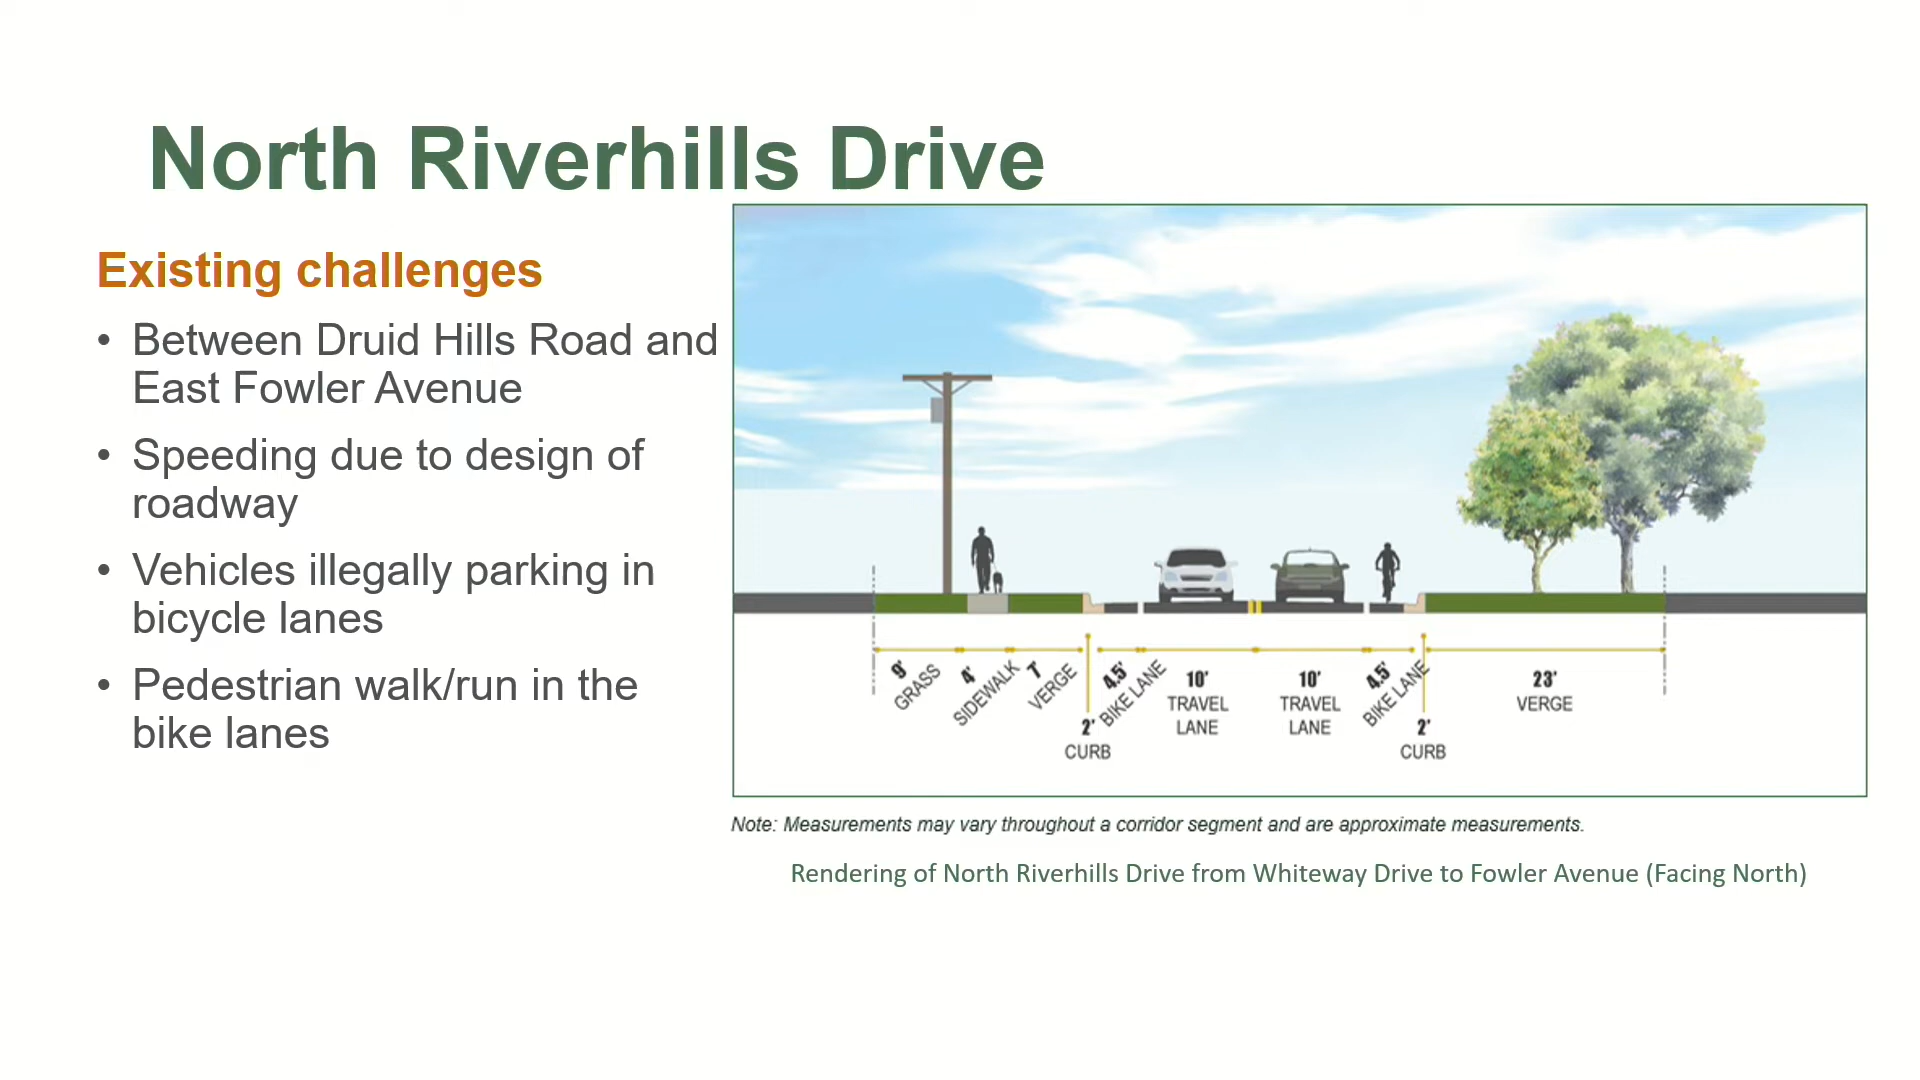 North Riverhills Drive
Existing challenges
• Between Druid Hills Road and
East Fowler Avenue
• Speeding due to design of
roadway
• Vehicles illegally parking in
bicycle lanes
• Pedestrian walk/run in the
bike lanes
9' GRASS
4' SIDEWALK
7' VERGE
2' CURB
4.5' BIKE LANE
10' TRAVEL LANE
10' TRAVEL LANE
4.5' BIKE LANE
2' CURB
23' VERGE
Note: Measurements may vary throughout a corridor segment and are approximate measurements.
Rendering of North Riverhills Drive from Whiteway Drive to Fowler Avenue (Facing North)